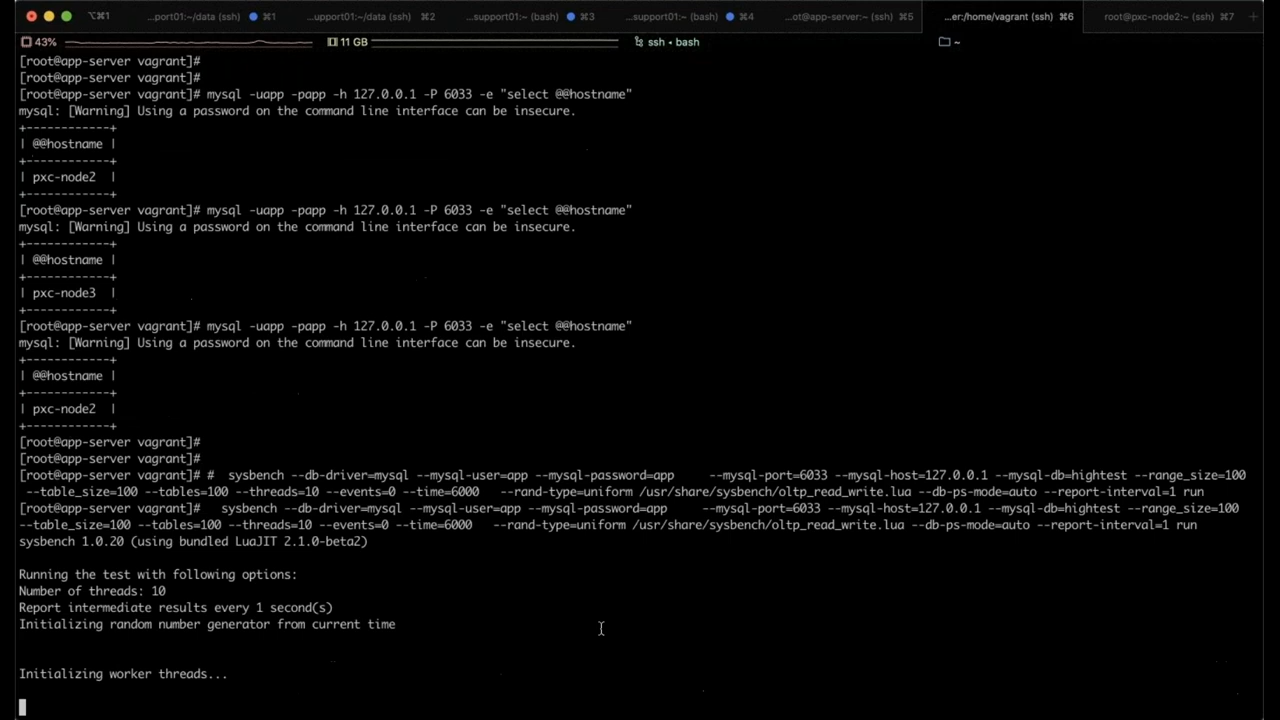 ⌥⌘1 ...port01:~/data (ssh) ⌘1 ...upport01:~/data (ssh) ⌘2 ...support01:~ (bash) ⌘3 ...support01:~ (bash) ⌘4 ...ot@app-server:~ (ssh) ⌘5 ...er:/home/vagrant (ssh) ⌘6 root@pxc-node2:~ (ssh) ⌘7
43% 11 GB ssh • bash ~
[root@app-server vagrant]#
[root@app-server vagrant]#
[root@app-server vagrant]# mysql -uapp -papp -h 127.0.0.1 -P 6033 -e "select @@hostname"
mysql: [Warning] Using a password on the command line interface can be insecure.
+------------+
| @@hostname |
+------------+
| pxc-node2  |
+------------+
[root@app-server vagrant]# mysql -uapp -papp -h 127.0.0.1 -P 6033 -e "select @@hostname"
mysql: [Warning] Using a password on the command line interface can be insecure.
+------------+
| @@hostname |
+------------+
| pxc-node3  |
+------------+
[root@app-server vagrant]# mysql -uapp -papp -h 127.0.0.1 -P 6033 -e "select @@hostname"
mysql: [Warning] Using a password on the command line interface can be insecure.
+------------+
| @@hostname |
+------------+
| pxc-node2  |
+------------+
[root@app-server vagrant]#
[root@app-server vagrant]#
[root@app-server vagrant]# #  sysbench --db-driver=mysql --mysql-user=app --mysql-password=app     --mysql-port=6033 --mysql-host=127.0.0.1 --mysql-db=hightest --range_size=100
--table_size=100 --tables=100 --threads=10 --events=0 --time=6000   --rand-type=uniform /usr/share/sysbench/oltp_read_write.lua --db-ps-mode=auto --report-interval=1 run
[root@app-server vagrant]#   sysbench --db-driver=mysql --mysql-user=app --mysql-password=app     --mysql-port=6033 --mysql-host=127.0.0.1 --mysql-db=hightest --range_size=100
--table_size=100 --tables=100 --threads=10 --events=0 --time=6000   --rand-type=uniform /usr/share/sysbench/oltp_read_write.lua --db-ps-mode=auto --report-interval=1 run
sysbench 1.0.20 (using bundled LuaJIT 2.1.0-beta2)
Running the test with following options:
Number of threads: 10
Report intermediate results every 1 second(s)
Initializing random number generator from current time
Initializing worker threads...